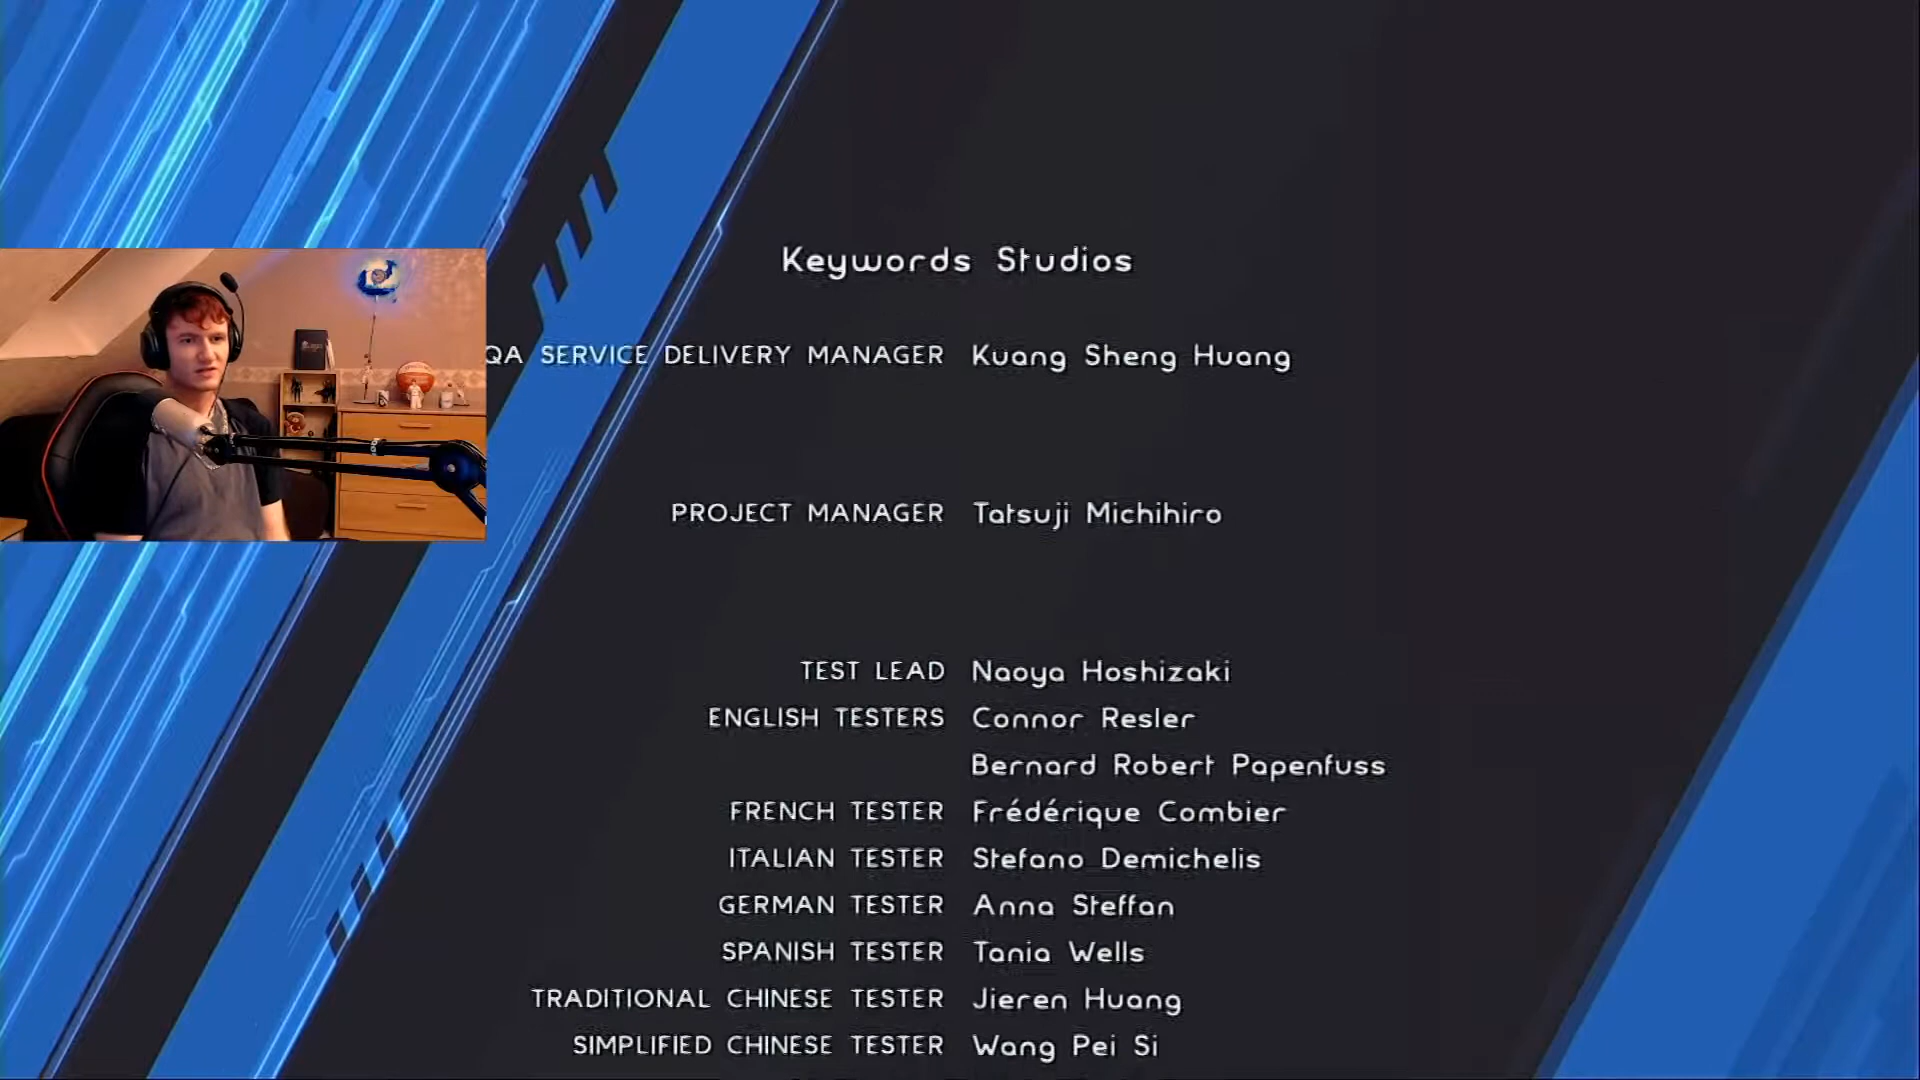 Keywords Studios
QA SERVICE DELIVERY MANAGER Kuang Sheng Huang
PROJECT MANAGER Tatsuji Michihiro
TEST LEAD Naoya Hoshizaki
ENGLISH TESTERS Connor Resler
Bernard Robert Papenfuss
FRENCH TESTER Frédérique Combier
ITALIAN TESTER Stefano Demichelis
GERMAN TESTER Anna Steffan
SPANISH TESTER Tania Wells
TRADITIONAL CHINESE TESTER Jieren Huang
SIMPLIFIED CHINESE TESTER Wang Pei Si